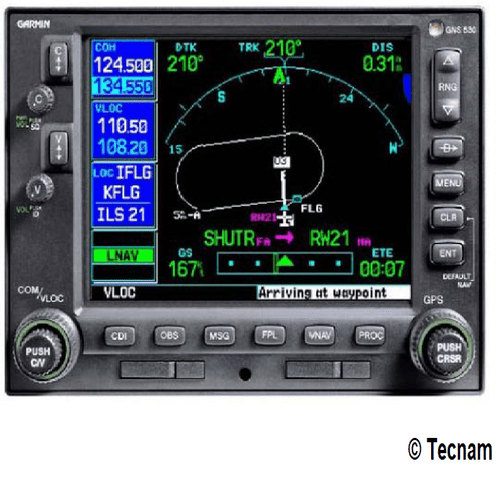 GARMIN
GNS 530
C
COM
124.500
134.550
VLOC
110.50
108.20
LOC IFLG
KFLG
ILS 21
LNAV
VLOC
DTK
210°
TRK 210°
DIS
0.31
S
24
15
W
FLG
RW21
SHUTR FA → RW21 MA
GS
167
ETE
00:07
Arriving at waypoint
RNG
D
MENU
CLR
ENT
DEFAULT
NAV
C
V
V
COM/VLOC
GPS
PUSH
C/V
CDI OBS MSG FPL VNAV PROC
PUSH
CRSR
© Tecnam